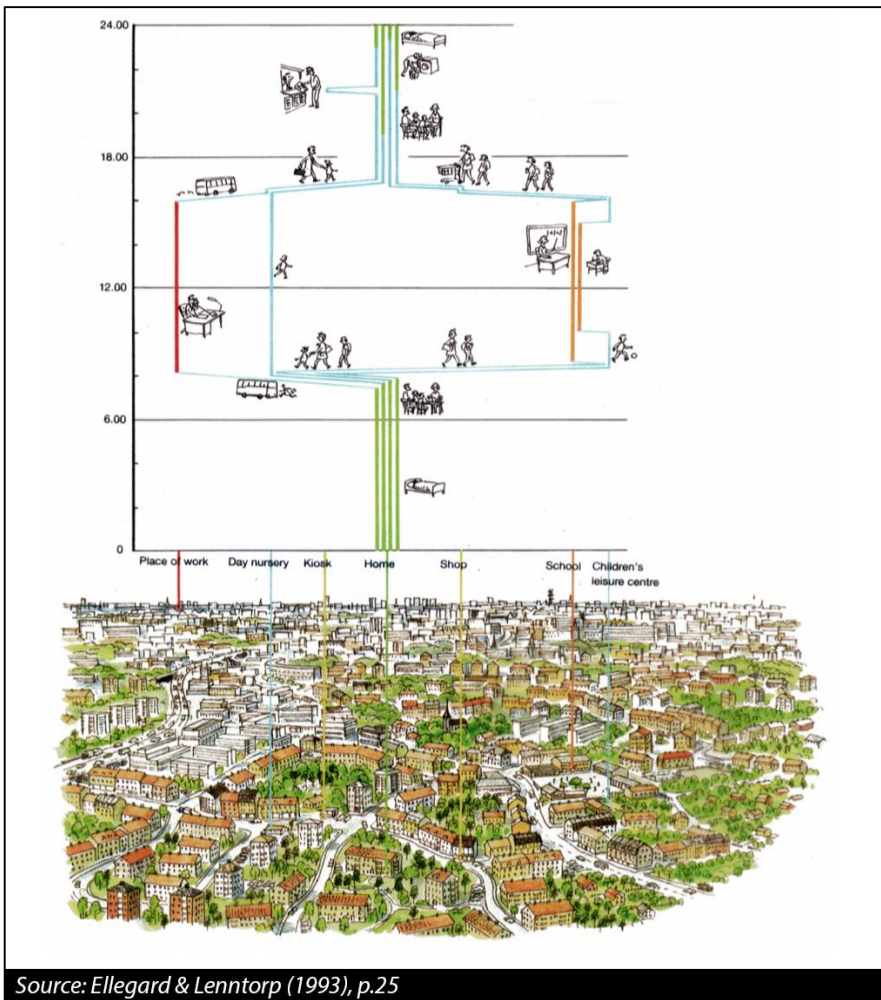 24.00
18.00
12.00
6.00
0
Place of work Day nursery Kiosk Home Shop School Children's
leisure centre
Source: Ellegard & Lenntorp (1993), p.25